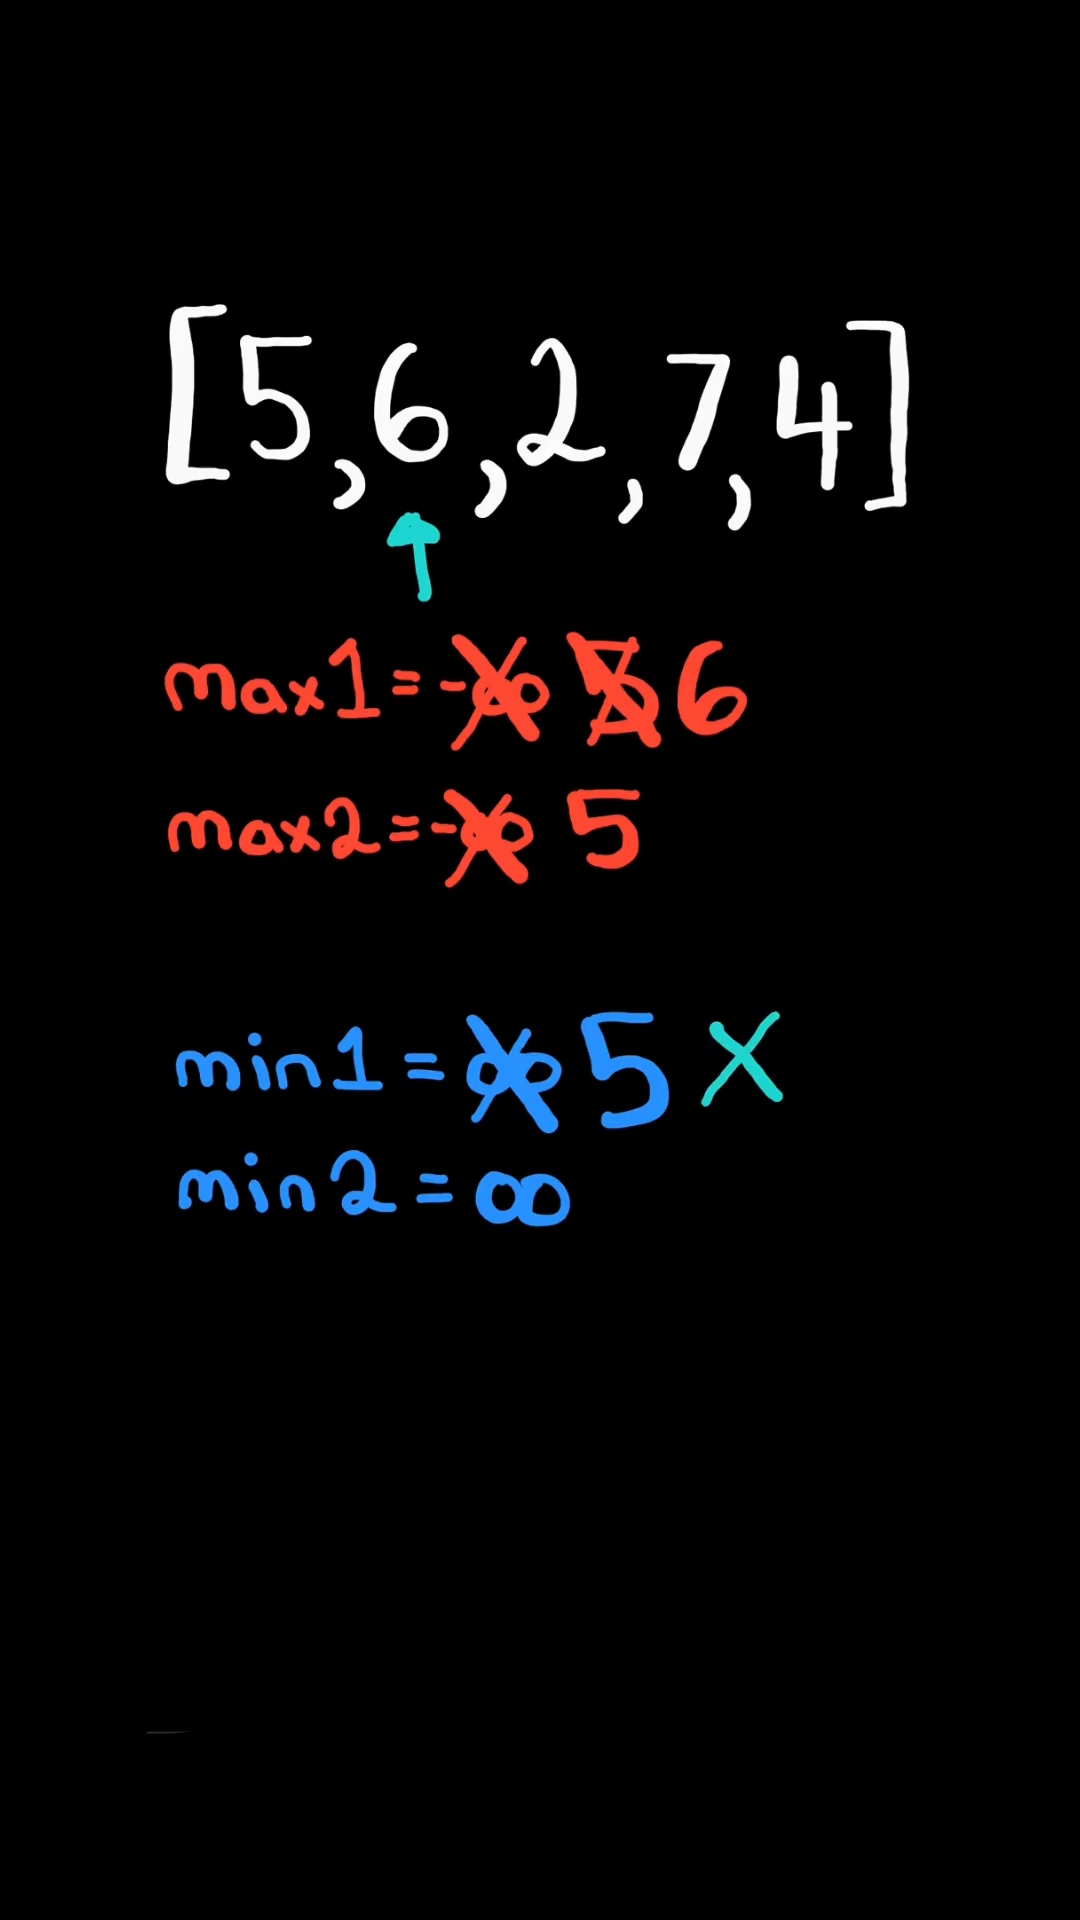 [5,6,2,7,4]
max1=-∞ 5 6
max2=-∞ 5
min1=∞ 5 X
min2=∞